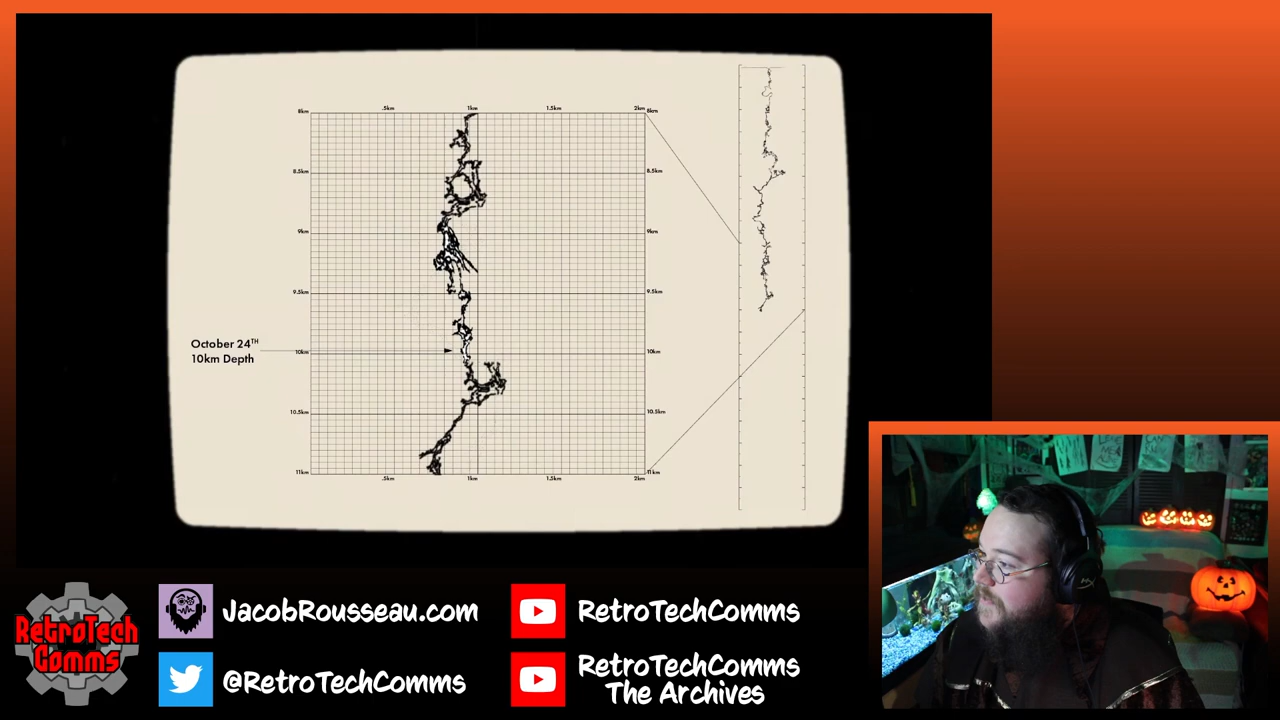 .5km 1km 1.5km 2km
8km 8km
8.5km 8.5km
9km 9km
9.5km 9.5km
October 24TH
10km Depth
10km 10km
10.5km 10.5km
11km 11km
.5km 1km 1.5km 2km
RetroTech
Comms
JacobRousseau.com
@RetroTechComms
RetroTechComms
RetroTechComms
The Archives